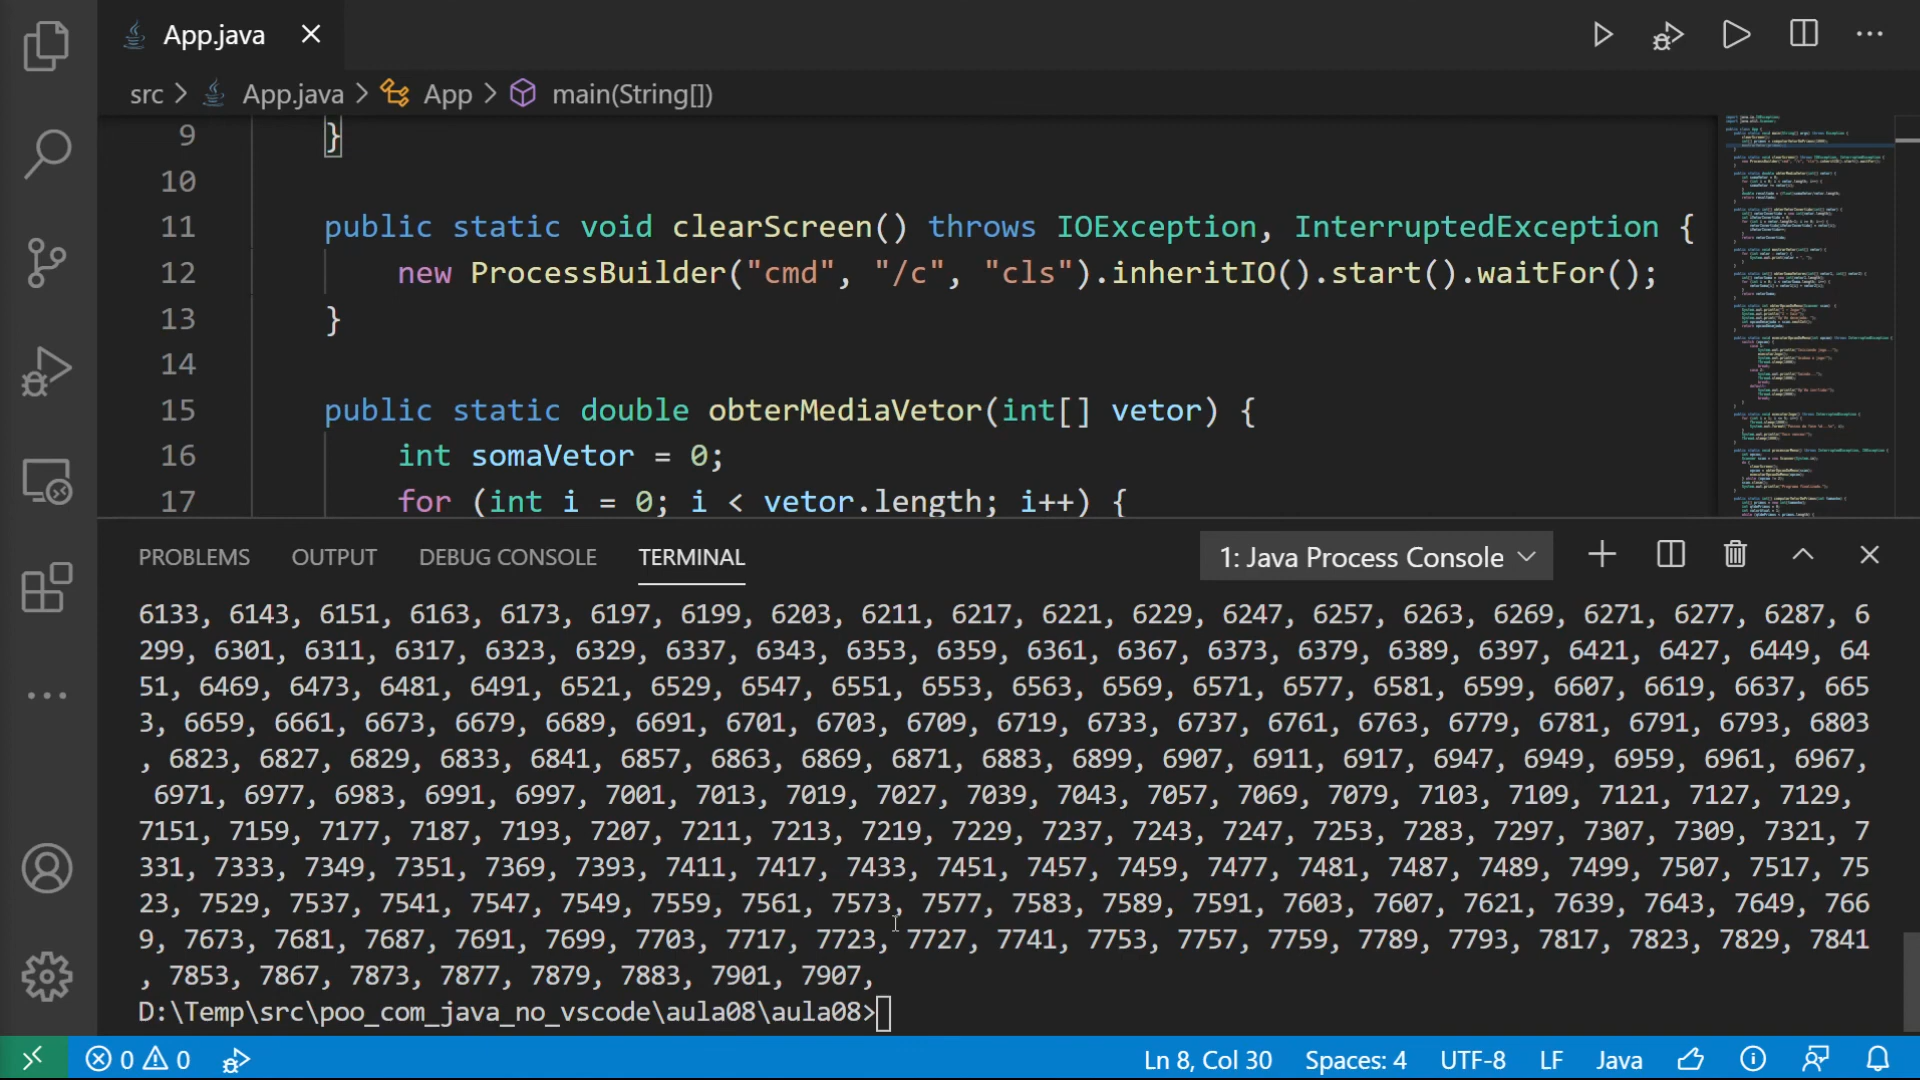 App.java
src > App.java > App > main(String[])
9 }
10
11 public static void clearScreen() throws IOException, InterruptedException {
12 new ProcessBuilder("cmd", "/c", "cls").inheritIO().start().waitFor();
13 }
14
15 public static double obterMediaVetor(int[] vetor) {
16 int somaVetor = 0;
17 for (int i = 0; i < vetor.length; i++) {
PROBLEMS OUTPUT DEBUG CONSOLE TERMINAL 1: Java Process Console
6133, 6143, 6151, 6163, 6173, 6197, 6199, 6203, 6211, 6217, 6221, 6229, 6247, 6257, 6263, 6269, 6271, 6277, 6287, 6
299, 6301, 6311, 6317, 6323, 6329, 6337, 6343, 6353, 6359, 6361, 6367, 6373, 6379, 6389, 6397, 6421, 6427, 6449, 64
51, 6469, 6473, 6481, 6491, 6521, 6529, 6547, 6551, 6553, 6563, 6569, 6571, 6577, 6581, 6599, 6607, 6619, 6637, 665
3, 6659, 6661, 6673, 6679, 6689, 6691, 6701, 6703, 6709, 6719, 6733, 6737, 6761, 6763, 6779, 6781, 6791, 6793, 6803
, 6823, 6827, 6829, 6833, 6841, 6857, 6863, 6869, 6871, 6883, 6899, 6907, 6911, 6917, 6947, 6949, 6959, 6961, 6967,
6971, 6977, 6983, 6991, 6997, 7001, 7013, 7019, 7027, 7039, 7043, 7057, 7069, 7079, 7103, 7109, 7121, 7127, 7129,
7151, 7159, 7177, 7187, 7193, 7207, 7211, 7213, 7219, 7229, 7237, 7243, 7247, 7253, 7283, 7297, 7307, 7309, 7321, 7
331, 7333, 7349, 7351, 7369, 7393, 7411, 7417, 7433, 7451, 7457, 7459, 7477, 7481, 7487, 7489, 7499, 7507, 7517, 75
23, 7529, 7537, 7541, 7547, 7549, 7559, 7561, 7573, 7577, 7583, 7589, 7591, 7603, 7607, 7621, 7639, 7643, 7649, 766
9, 7673, 7681, 7687, 7691, 7699, 7703, 7717, 7723, 7727, 7741, 7753, 7757, 7759, 7789, 7793, 7817, 7823, 7829, 7841
, 7853, 7867, 7873, 7877, 7879, 7883, 7901, 7907,
D:\Temp\src\poo_com_java_no_vscode\aula08\aula08>
0 0 Ln 8, Col 30 Spaces: 4 UTF-8 LF Java